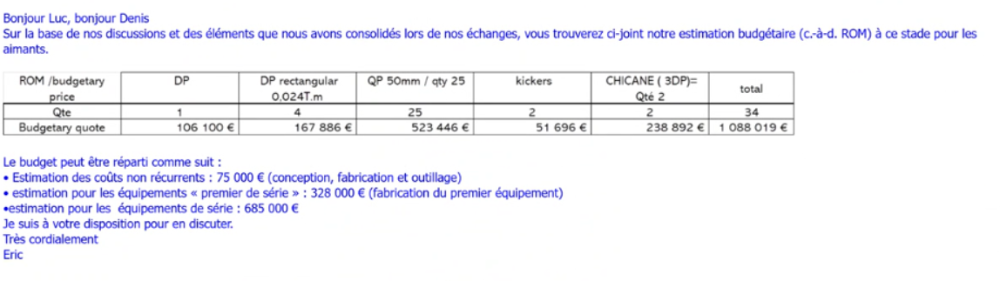 Bonjour Luc, bonjour Denis
Sur la base de nos discussions et des éléments que nous avons consolidés lors de nos échanges, vous trouverez ci-joint notre estimation budgétaire (c.-à-d. ROM) à ce stade pour les
aimants.
ROM /budgetary price DP DP rectangular 0,024T.m QP 50mm / qty 25 kickers CHICANE ( 3DP)= Qté 2 total
Qte 1 4 25 2 2 34
Budgetary quote 106 100 € 167 886 € 523 446 € 51 696 € 238 892 € 1 088 019 €
Le budget peut être réparti comme suit :
• Estimation des coûts non récurrents : 75 000 € (conception, fabrication et outillage)
• estimation pour les équipements « premier de série » : 328 000 € (fabrication du premier équipement)
•estimation pour les équipements de série : 685 000 €
Je suis à votre disposition pour en discuter.
Très cordialement
Eric